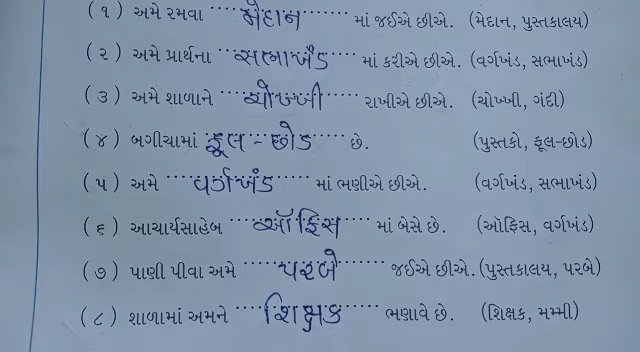 (૧) અમે રમવા મેદાન માં જઈએ છીએ. (મેદાન, પુસ્તકાલય)
(૨) અમે પ્રાર્થના સભાખંડ માં કરીએ છીએ. (વર્ગખંડ, સભાખંડ)
(૩) અમે શાળાને ચોખ્ખી રાખીએ છીએ. (ચોખ્ખી, ગંદી)
(૪) બગીચામાં ફૂલ-છોડ છે. (પુસ્તકો, ફૂલ-છોડ)
(૫) અમે વર્ગખંડ માં ભણીએ છીએ. (વર્ગખંડ, સભાખંડ)
(૬) આચાર્યસાહેબ ઑફિસ માં બેસે છે. (ઑફિસ, વર્ગખંડ)
(૭) પાણી પીવા અમે પરબે જઈએ છીએ. (પુસ્તકાલય, પરબે)
(૮) શાળામાં અમને શિક્ષક ભણાવે છે. (શિક્ષક, મમ્મી)